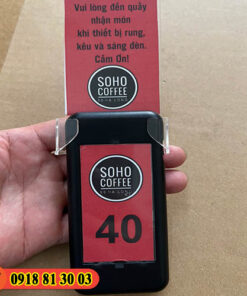 Vui lòng đến quầy
nhận món
khi thiết bị rung,
kêu và sáng đèn.
Cảm Ơn!
SOHO
COFFEE
SOHO
COFFEE
40
0918 81 30 03